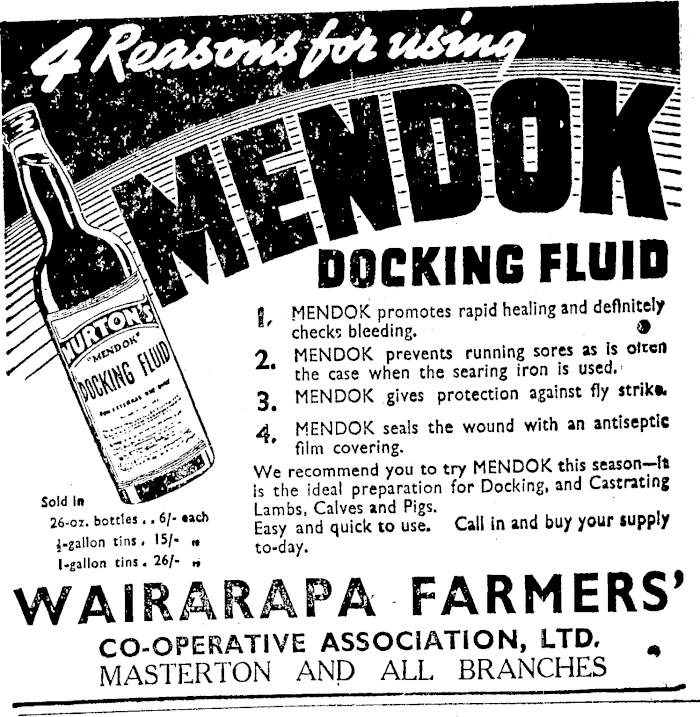 4 Reasons for using
MENDOK
DOCKING FLUID
MURTON'S
"MENDOK"
DOCKING FLUID
1. MENDOK promotes rapid healing and definitely
checks bleeding.
2. MENDOK prevents running sores as is often
the case when the searing iron is used.
3. MENDOK gives protection against fly strike.
4. MENDOK seals the wound with an antiseptic
film covering.
We recommend you to try MENDOK this season—It
is the ideal preparation for Docking, and Castrating
Lambs, Calves and Pigs.
Easy and quick to use. Call in and buy your supply
to-day.
Sold in
26-oz. bottles . . 6/- each
½-gallon tins . 15/- „
1-gallon tins . 26/- „
WAIRARAPA FARMERS'
CO-OPERATIVE ASSOCIATION, LTD.
MASTERTON AND ALL BRANCHES